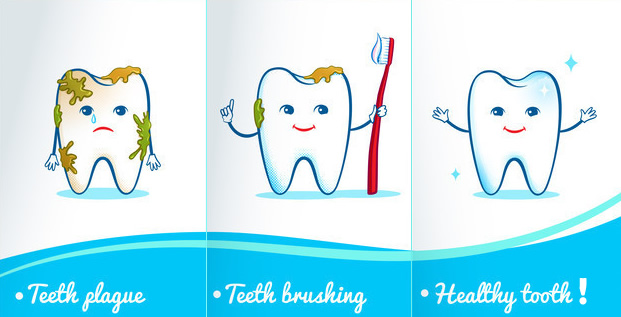 • Teeth plague
• Teeth brushing
• Healthy tooth!